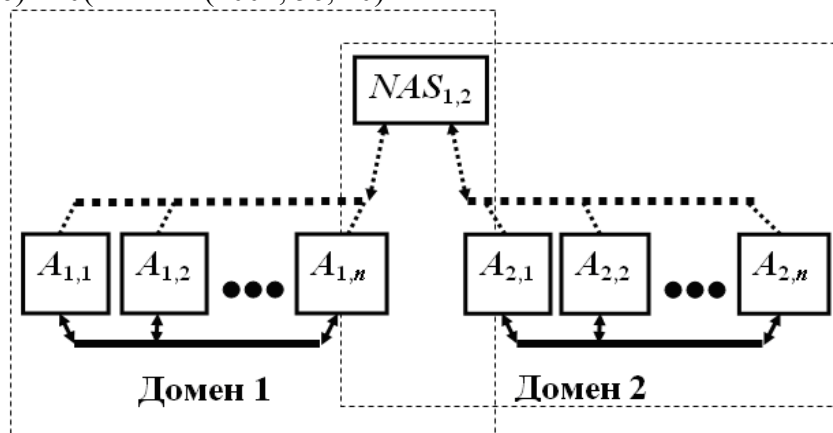 NAS1,2
A1,1 A1,2 ●●● A1,n A2,1 A2,2 ●●● A2,n
Домен 1 Домен 2